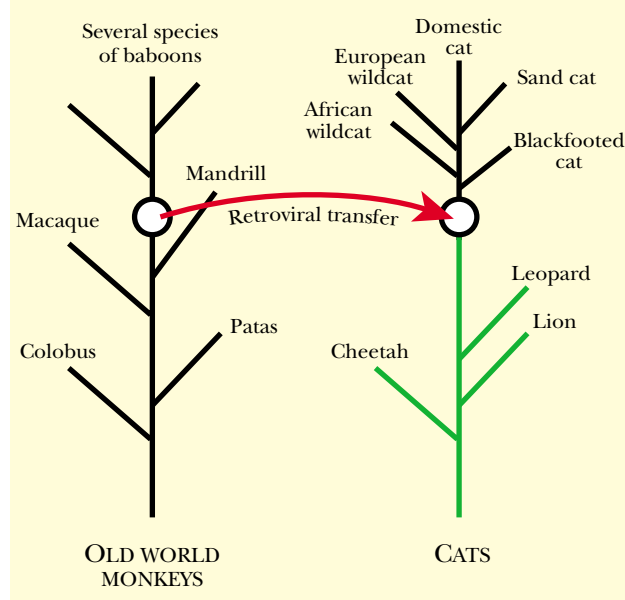 Several species
of baboons
Mandrill
Macaque
Patas
Colobus
OLD WORLD
MONKEYS
Retroviral transfer
Domestic
cat
European
wildcat
Sand cat
African
wildcat
Blackfooted
cat
Leopard
Lion
Cheetah
CATS